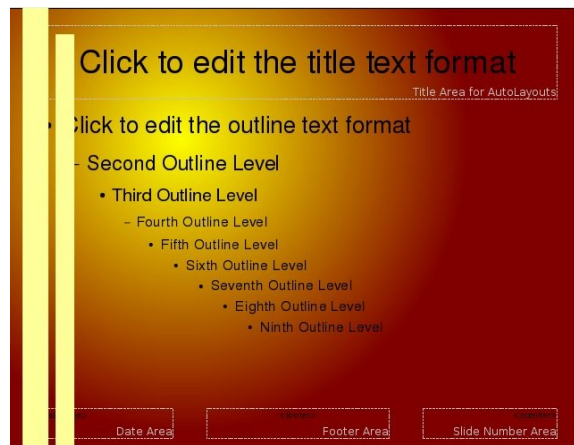 Click to edit the title text format
Title Area for AutoLayouts
• Click to edit the outline text format
– Second Outline Level
• Third Outline Level
– Fourth Outline Level
• Fifth Outline Level
• Sixth Outline Level
• Seventh Outline Level
• Eighth Outline Level
• Ninth Outline Level
Date Area
Footer Area
Slide Number Area